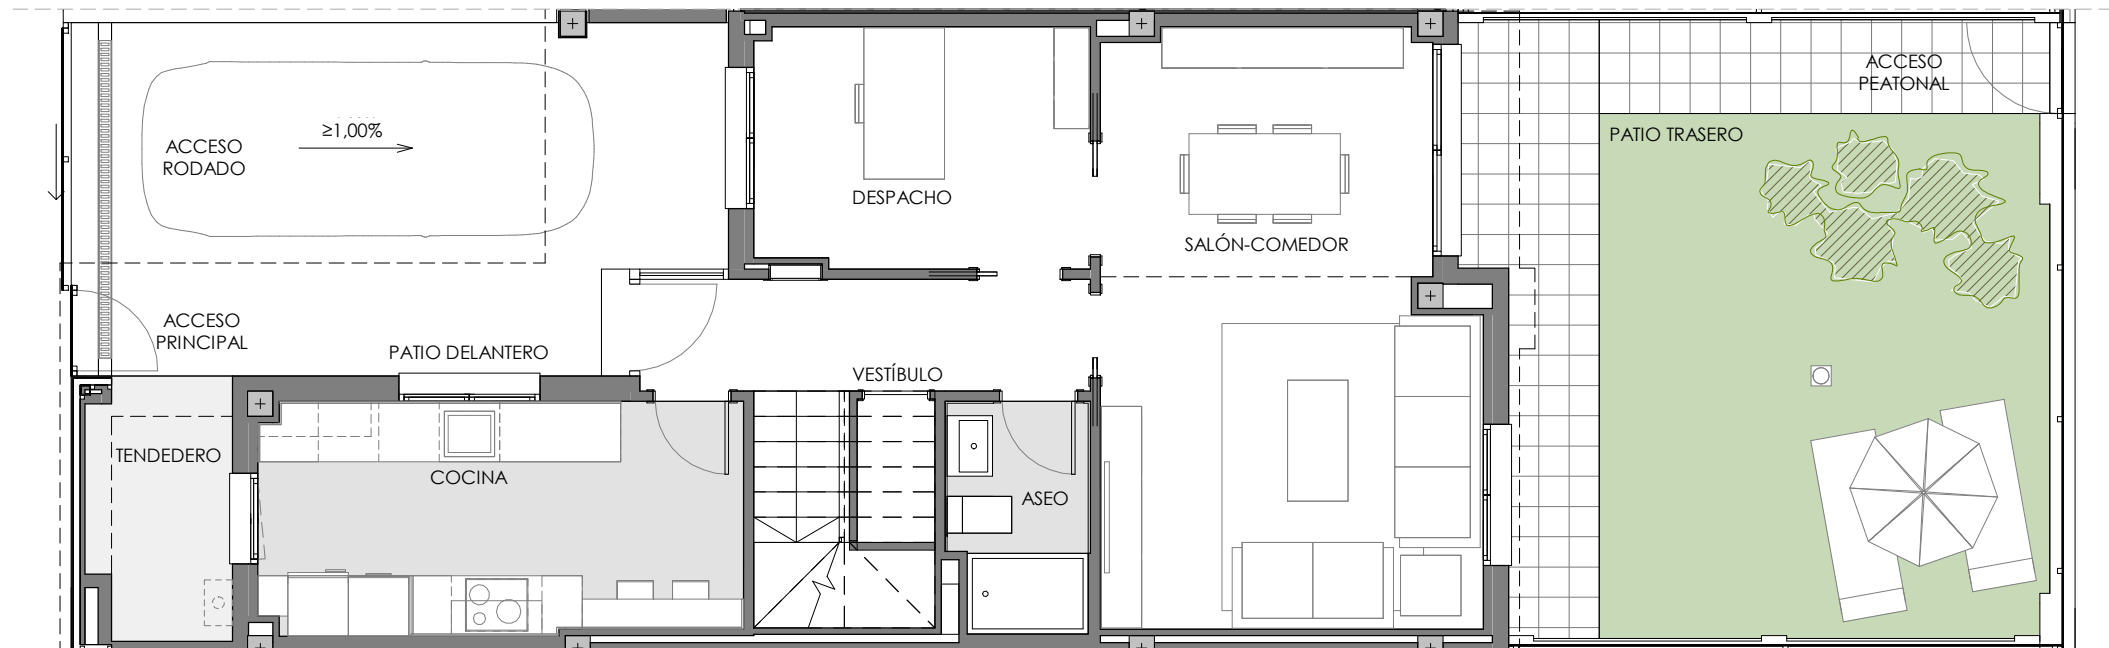 ACCESO
PEATONAL
≥1,00%
PATIO TRASERO
ACCESO
RODADO
DESPACHO
SALÓN-COMEDOR
ACCESO
PRINCIPAL
PATIO DELANTERO
VESTÍBULO
TENDEDERO
COCINA
ASEO